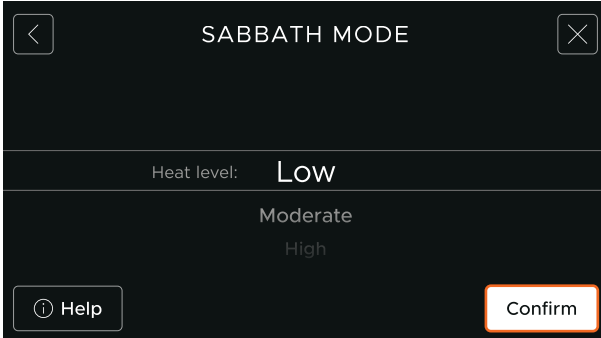 SABBATH MODE
Heat level: Low
Moderate
High
Help
Confirm